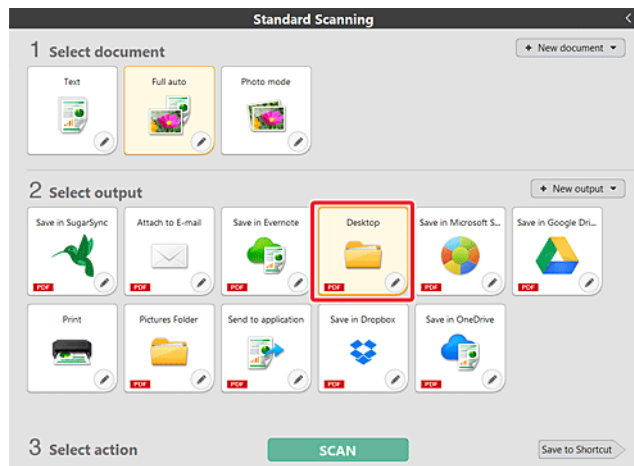 Standard Scanning
1 Select document
+ New document
Text
Full auto
Photo mode
2 Select output
+ New output
Save in SugarSync
Attach to E-mail
Save in Evernote
Desktop
Save in Microsoft S...
Save in Google Dri...
PDF
PDF
PDF
PDF
PDF
PDF
Print
Pictures Folder
Send to application
Save in Dropbox
Save in OneDrive
PDF
PDF
PDF
PDF
3 Select action
SCAN
Save to Shortcut